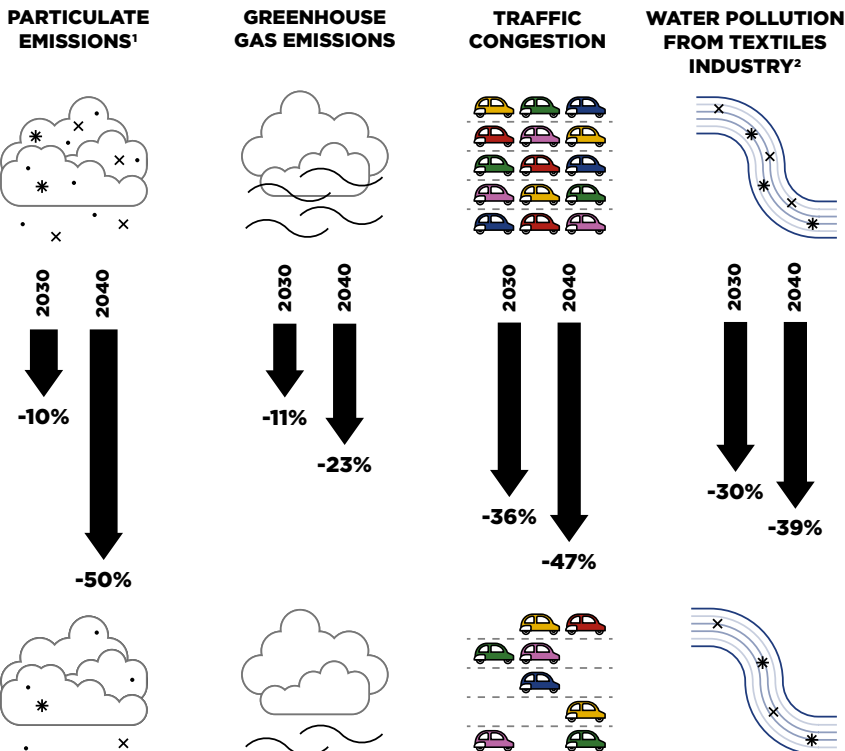 PARTICULATE
EMISSIONS¹
GREENHOUSE
GAS EMISSIONS
TRAFFIC
CONGESTION
WATER POLLUTION
FROM TEXTILES
INDUSTRY²
2030
2040
2030
2040
2030
2040
2030
2040
-10%
-50%
-11%
-23%
-36%
-47%
-30%
-39%